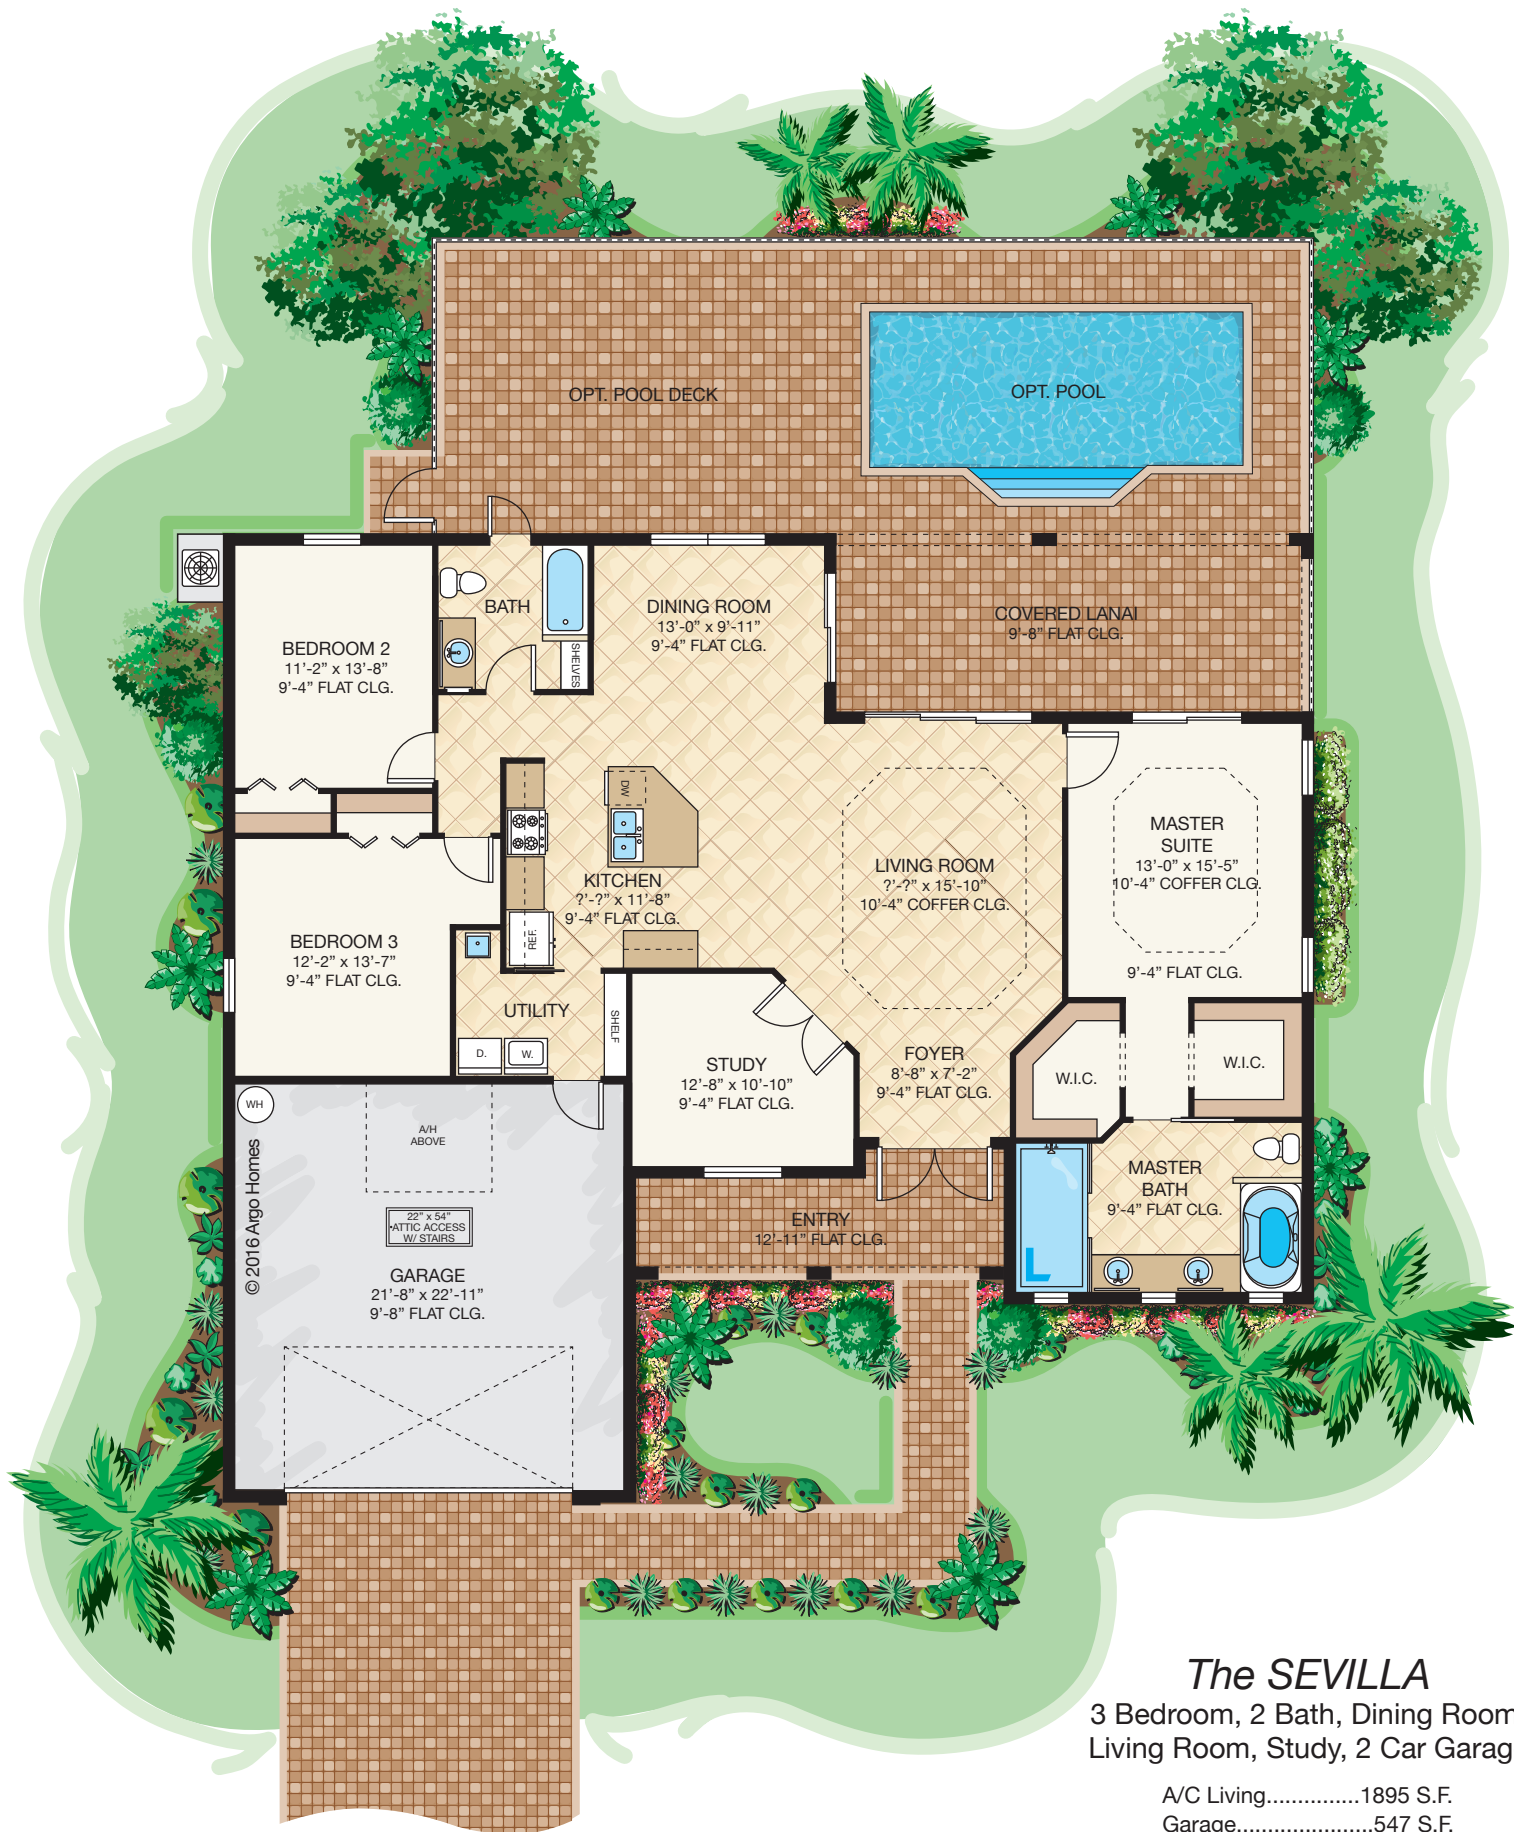 OPT. POOL DECK
OPT. POOL
BATH
SHELVES
DINING ROOM
13'-0" x 9'-11"
9'-4" FLAT CLG.
COVERED LANAI
9'-8" FLAT CLG.
BEDROOM 2
11'-2" x 13'-8"
9'-4" FLAT CLG.
DW
KITCHEN
?'-?" x 11'-8"
9'-4" FLAT CLG.
REF.
LIVING ROOM
?'-?" x 15'-10"
10'-4" COFFER CLG.
MASTER
SUITE
13'-0" x 15'-5"
10'-4" COFFER CLG.
9'-4" FLAT CLG.
BEDROOM 3
12'-2" x 13'-7"
9'-4" FLAT CLG.
UTILITY
SHELF
D.
W.
STUDY
12'-8" x 10'-10"
9'-4" FLAT CLG.
FOYER
8'-8" x 7'-2"
9'-4" FLAT CLG.
W.I.C.
W.I.C.
WH
A/H
ABOVE
© 2016 Argo Homes
22" x 54"
ATTIC ACCESS
W/ STAIRS
GARAGE
21'-8" x 22'-11"
9'-8" FLAT CLG.
ENTRY
12'-11" FLAT CLG.
MASTER
BATH
9'-4" FLAT CLG.
The SEVILLA
3 Bedroom, 2 Bath, Dining Room
Living Room, Study, 2 Car Garag
A/C Living...............1895 S.F.
Garage......................547 S.F.